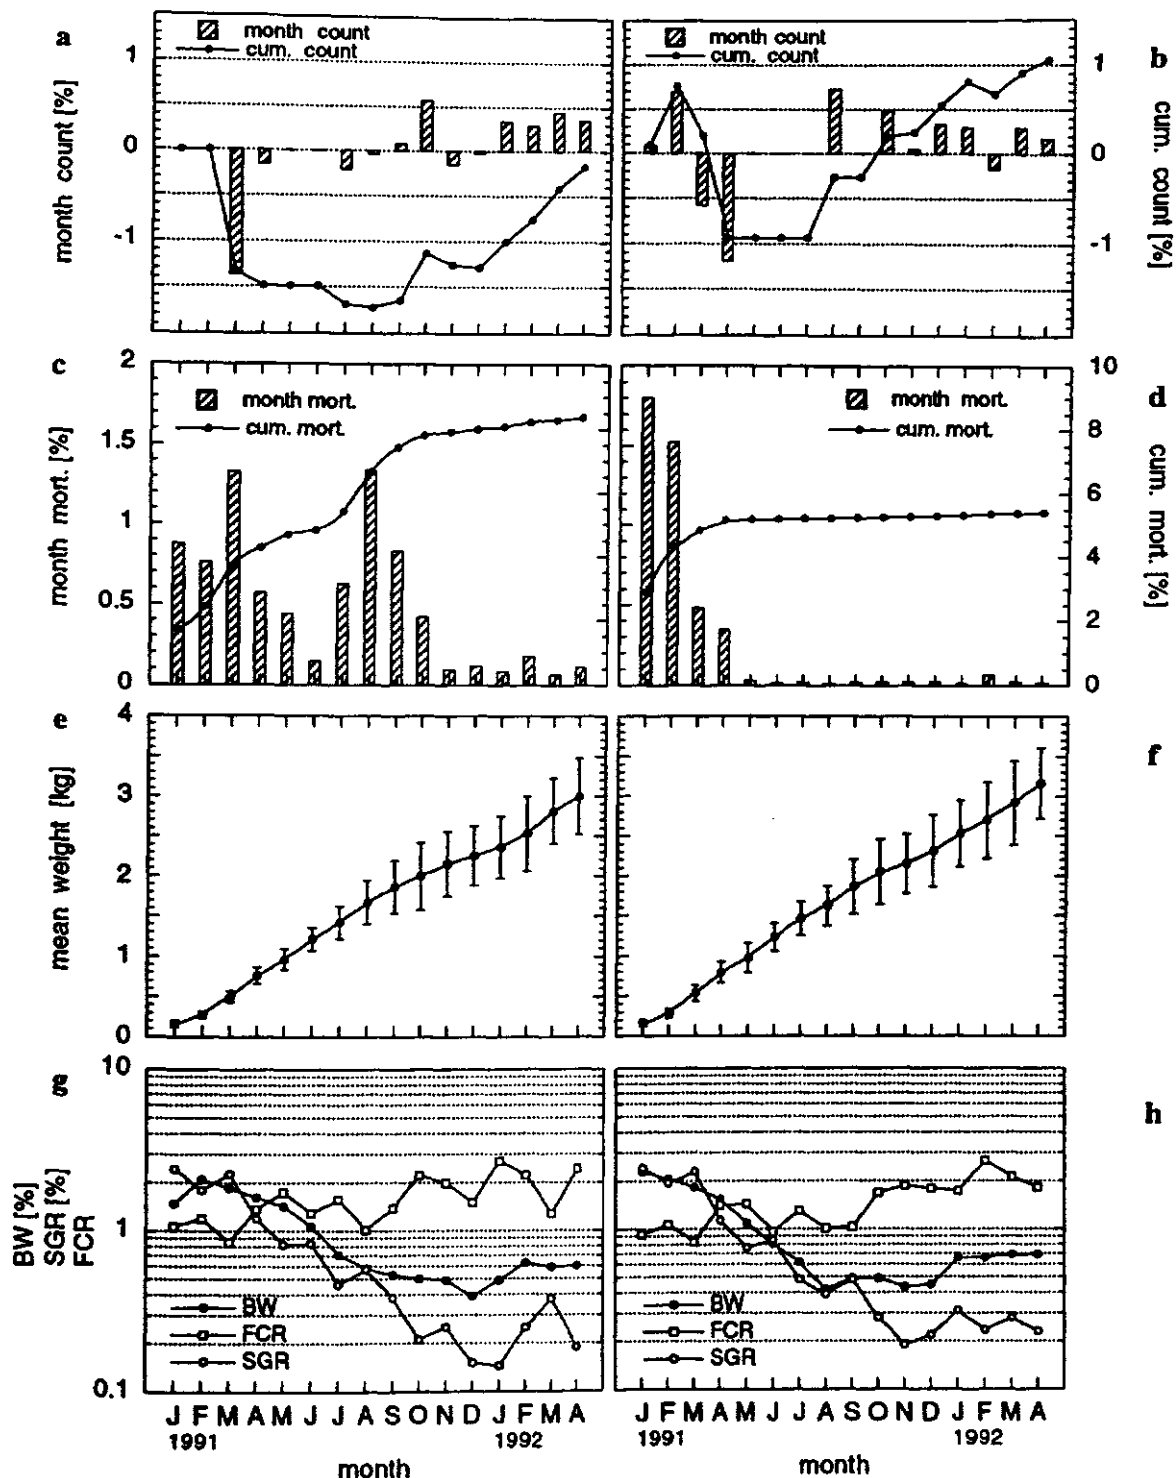 a
month count
cum. count
1
0
-1
month count [%]
month count
cum. count
b
1
0
-1
cum. count [%]
c
2
1.5
1
0.5
0
month mort. [%]
month mort.
cum. mort.
month mort.
cum. mort.
d
10
8
6
4
2
0
cum. mort. [%]
e
4
3
2
1
0
mean weight [kg]
f
g
10
1
0.1
BW [%]
SGR [%]
FCR
BW
FCR
SGR
h
BW
FCR
SGR
J F M A M J J A S O N D J F M A
1991 1992
month
J F M A M J J A S O N D J F M A
1991 1992
month